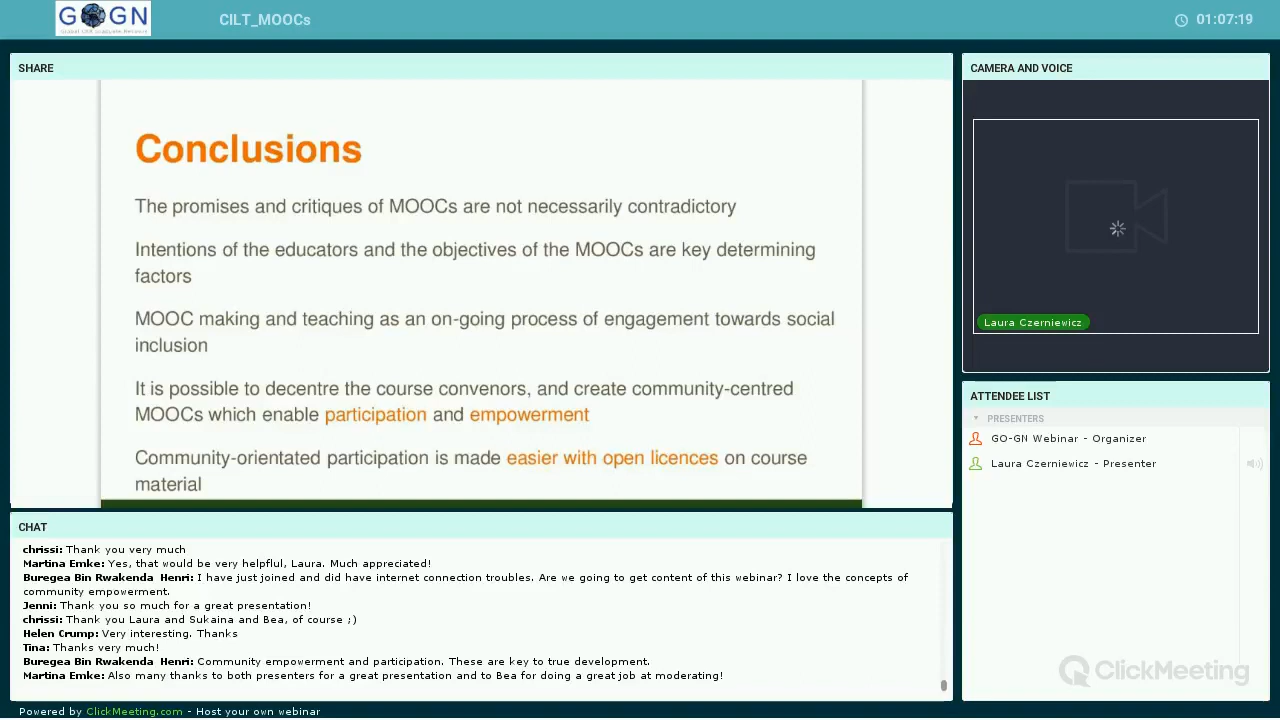 GOGN
Global OER Graduate Network
CILT_MOOCs
01:07:19
SHARE
Conclusions
The promises and critiques of MOOCs are not necessarily contradictory
Intentions of the educators and the objectives of the MOOCs are key determining
factors
MOOC making and teaching as an on-going process of engagement towards social
inclusion
It is possible to decentre the course convenors, and create community-centred
MOOCs which enable participation and empowerment
Community-orientated participation is made easier with open licences on course
material
CAMERA AND VOICE
Laura Czerniewicz
ATTENDEE LIST
PRESENTERS
GO-GN Webinar - Organizer
Laura Czerniewicz - Presenter
CHAT
chrissi: Thank you very much
Martina Emke: Yes, that would be very helpflul, Laura. Much appreciated!
Buregea Bin Rwakenda Henri: I have just joined and did have internet connection troubles. Are we going to get content of this webinar? I love the concepts of
community empowerment.
Jenni: Thank you so much for a great presentation!
chrissi: Thank you Laura and Sukaina and Bea, of course ;)
Helen Crump: Very interesting. Thanks
Tina: Thanks very much!
Buregea Bin Rwakenda Henri: Community empowerment and participation. These are key to true development.
Martina Emke: Also many thanks to both presenters for a great presentation and to Bea for doing a great job at moderating!
ClickMeeting
Powered by ClickMeeting.com - Host your own webinar